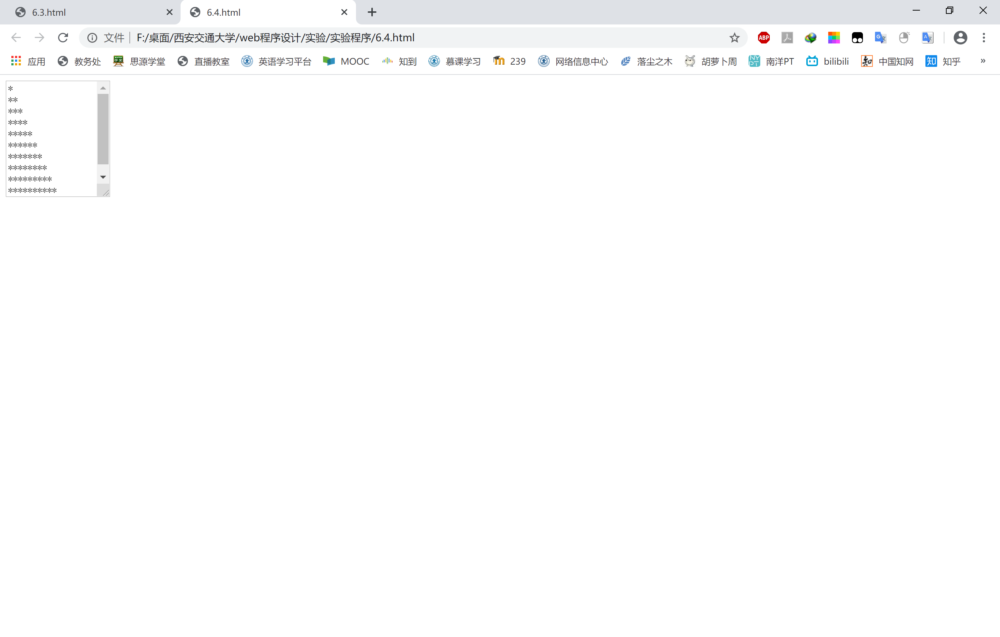 6.3.html
6.4.html
文件 F:/桌面/西安交通大学/web程序设计/实验/实验程序/6.4.html
ABP
应用 教务处 思源学堂 直播教室 英语学习平台 MOOC 知到 慕课学习 239 网络信息中心 落尘之木 胡萝卜周 南洋PT bilibili 中国知网 知乎 »
*
**
***
****
*****
******
*******
********
*********
**********